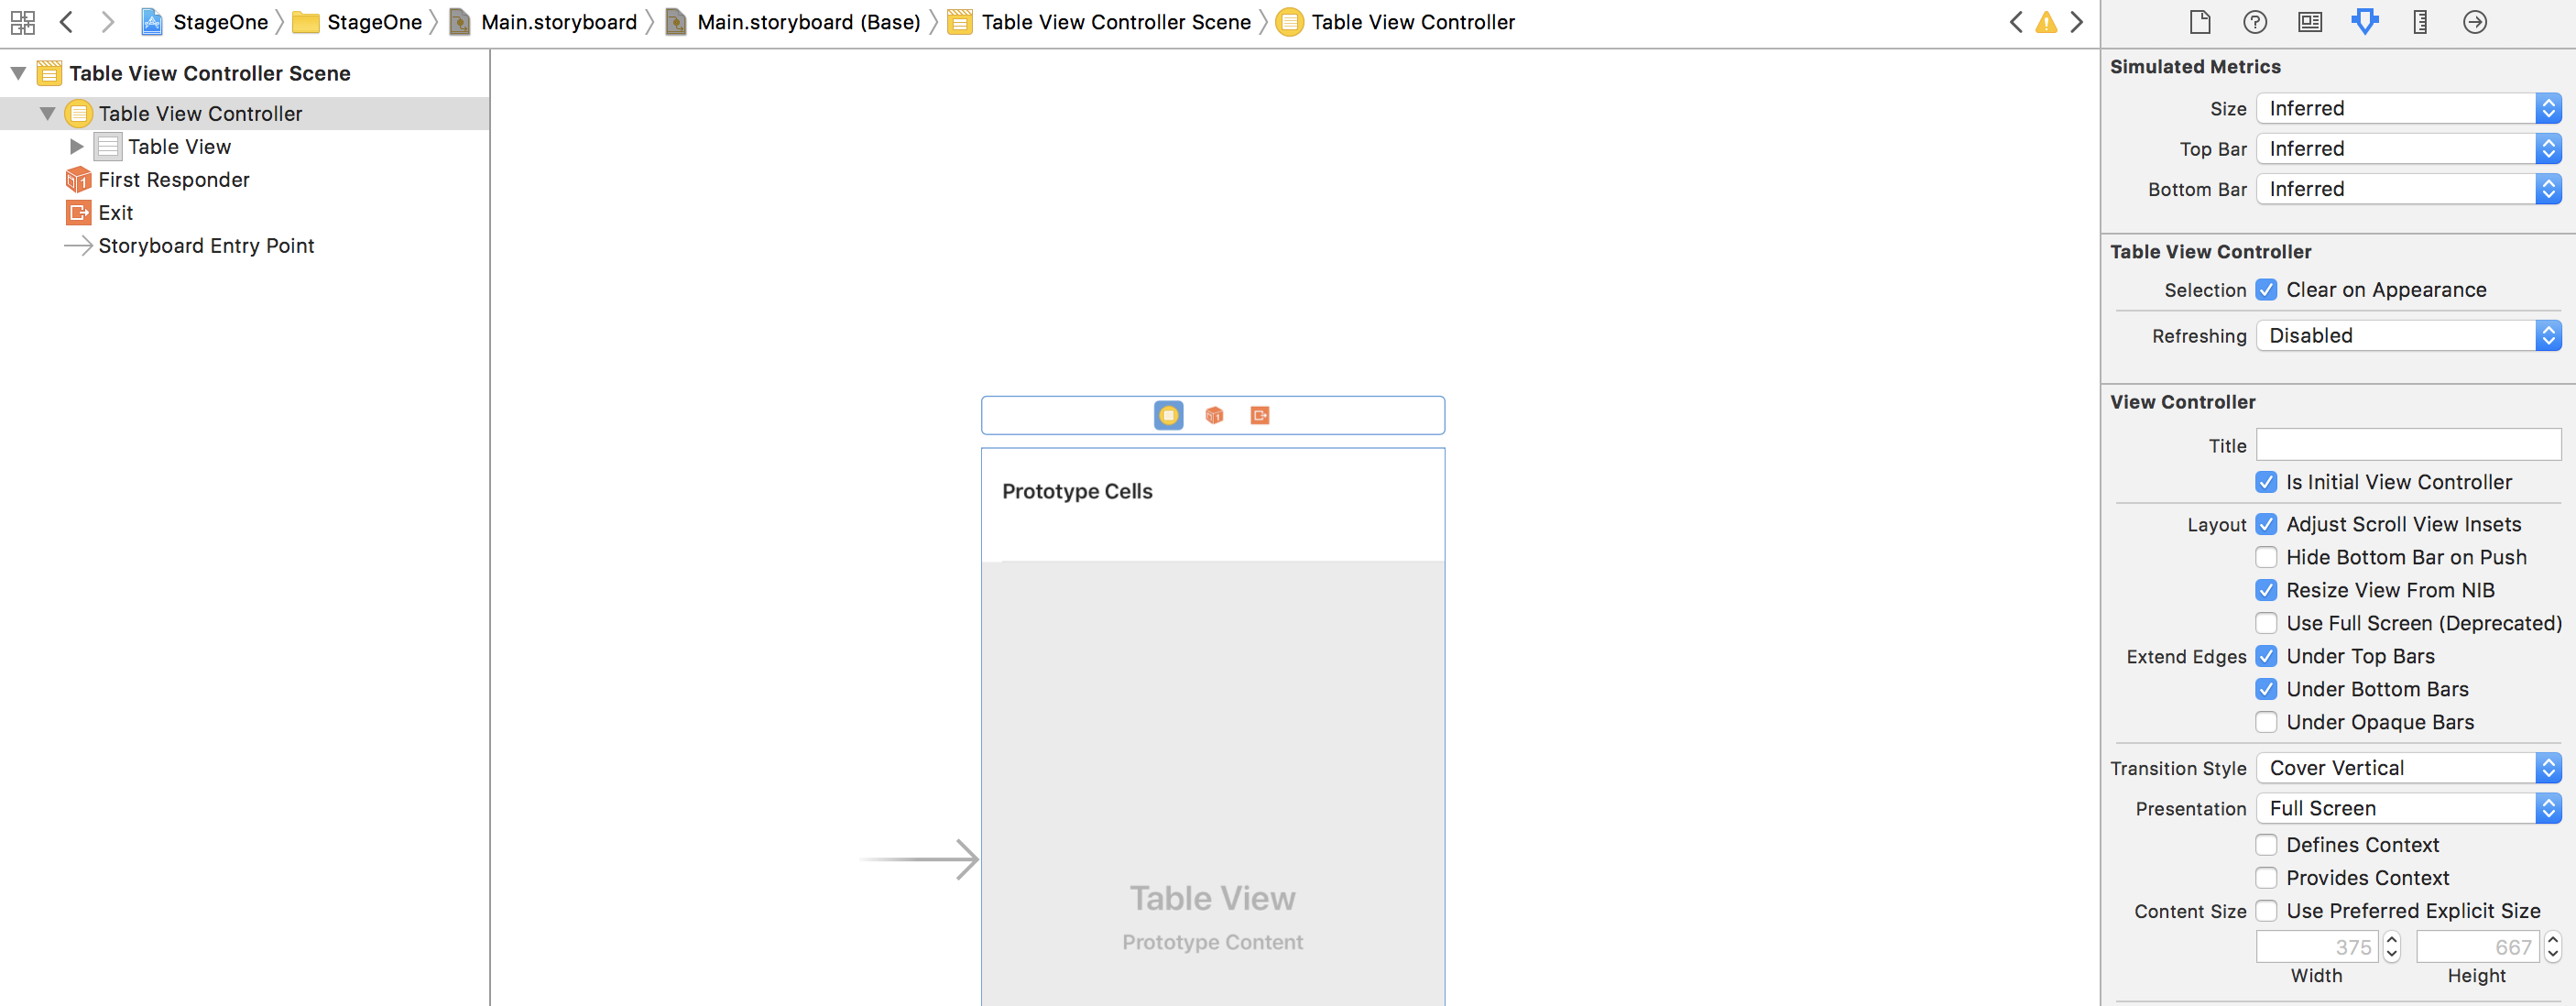 StageOne StageOne Main.storyboard Main.storyboard (Base) Table View Controller Scene Table View Controller
Table View Controller Scene
Table View Controller
Table View
First Responder
Exit
Storyboard Entry Point
Prototype Cells
Table View
Prototype Content
Simulated Metrics
Size Inferred
Top Bar Inferred
Bottom Bar Inferred
Table View Controller
Selection Clear on Appearance
Refreshing Disabled
View Controller
Title
Is Initial View Controller
Layout Adjust Scroll View Insets
Hide Bottom Bar on Push
Resize View From NIB
Use Full Screen (Deprecated)
Extend Edges Under Top Bars
Under Bottom Bars
Under Opaque Bars
Transition Style Cover Vertical
Presentation Full Screen
Defines Context
Provides Context
Content Size Use Preferred Explicit Size
375 667
Width Height